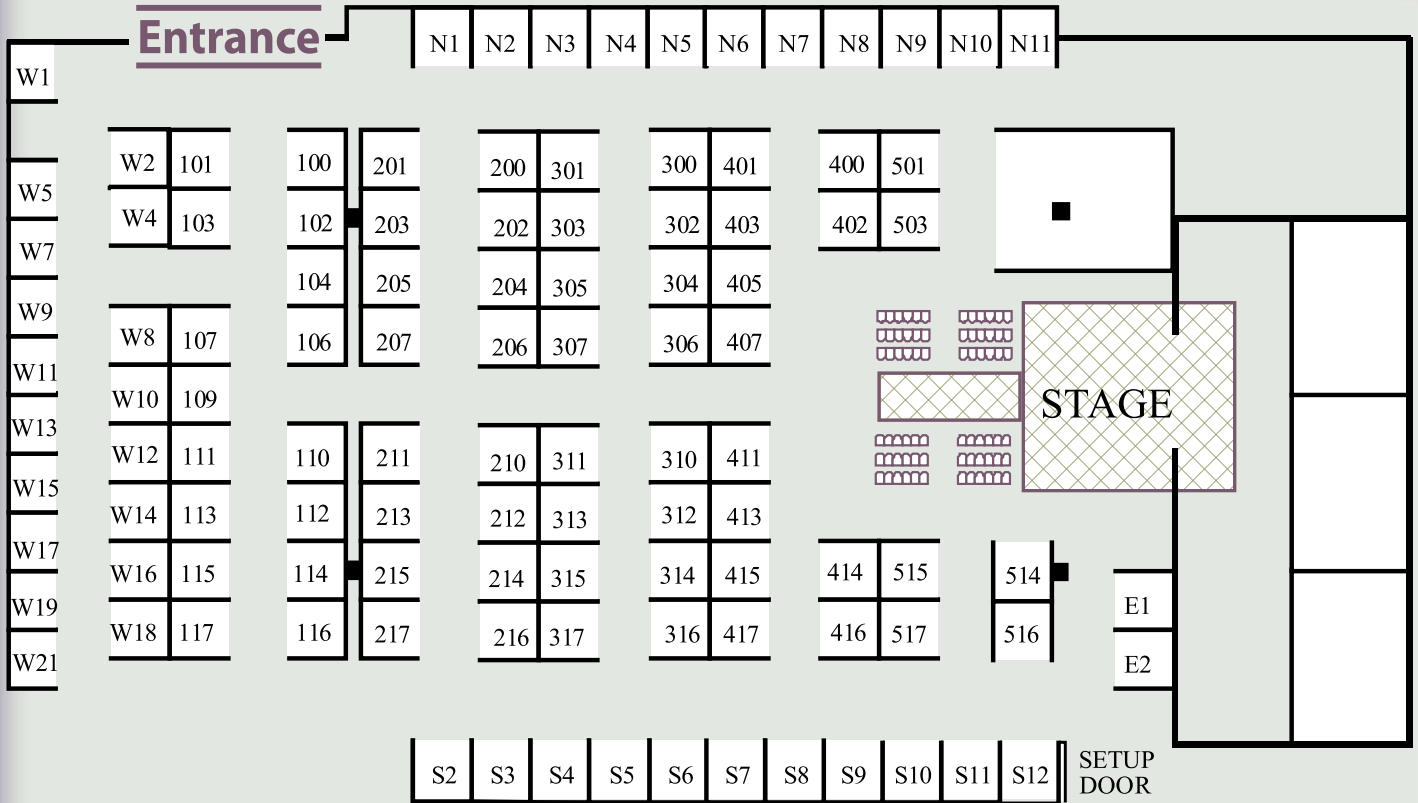 Entrance
N1 N2 N3 N4 N5 N6 N7 N8 N9 N10 N11
W1
W2 101 100 201 200 301 300 401 400 501
W5
W4 103 102 203 202 303 302 403 402 503
W7
104 205 204 305 304 405
W9
W8 107 106 207 206 307 306 407
W11
W10 109 STAGE
W13
W12 111 110 211 210 311 310 411
W15
W14 113 112 213 212 313 312 413
W17
W16 115 114 215 214 315 314 415 414 515 514
W19 E1
W18 117 116 217 216 317 316 417 416 517 516
W21 E2
S2 S3 S4 S5 S6 S7 S8 S9 S10 S11 S12
SETUP
DOOR